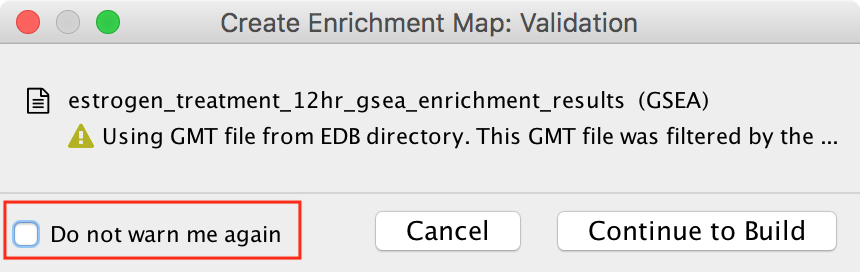 Create Enrichment Map: Validation
estrogen_treatment_12hr_gsea_enrichment_results (GSEA)
Using GMT file from EDB directory. This GMT file was filtered by the ...
Do not warn me again
Cancel
Continue to Build